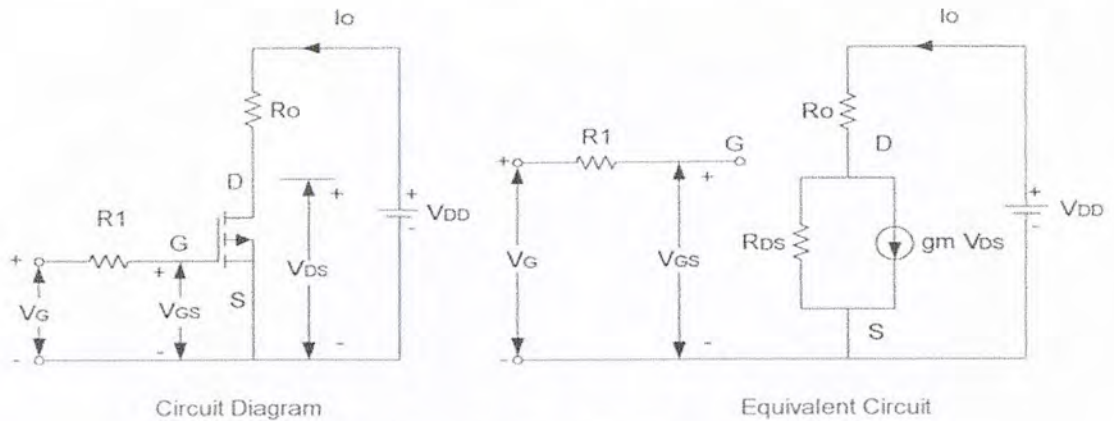 Io
Ro
D
+
R1
G
+
+
+
VDD
-
VDS
VG
VGS
S
-
-
-
Circuit Diagram
Io
Ro
D
R1
G
+
+
+
VDD
-
RDS
gm VDS
VG
VGS
S
-
-
Equivalent Circuit